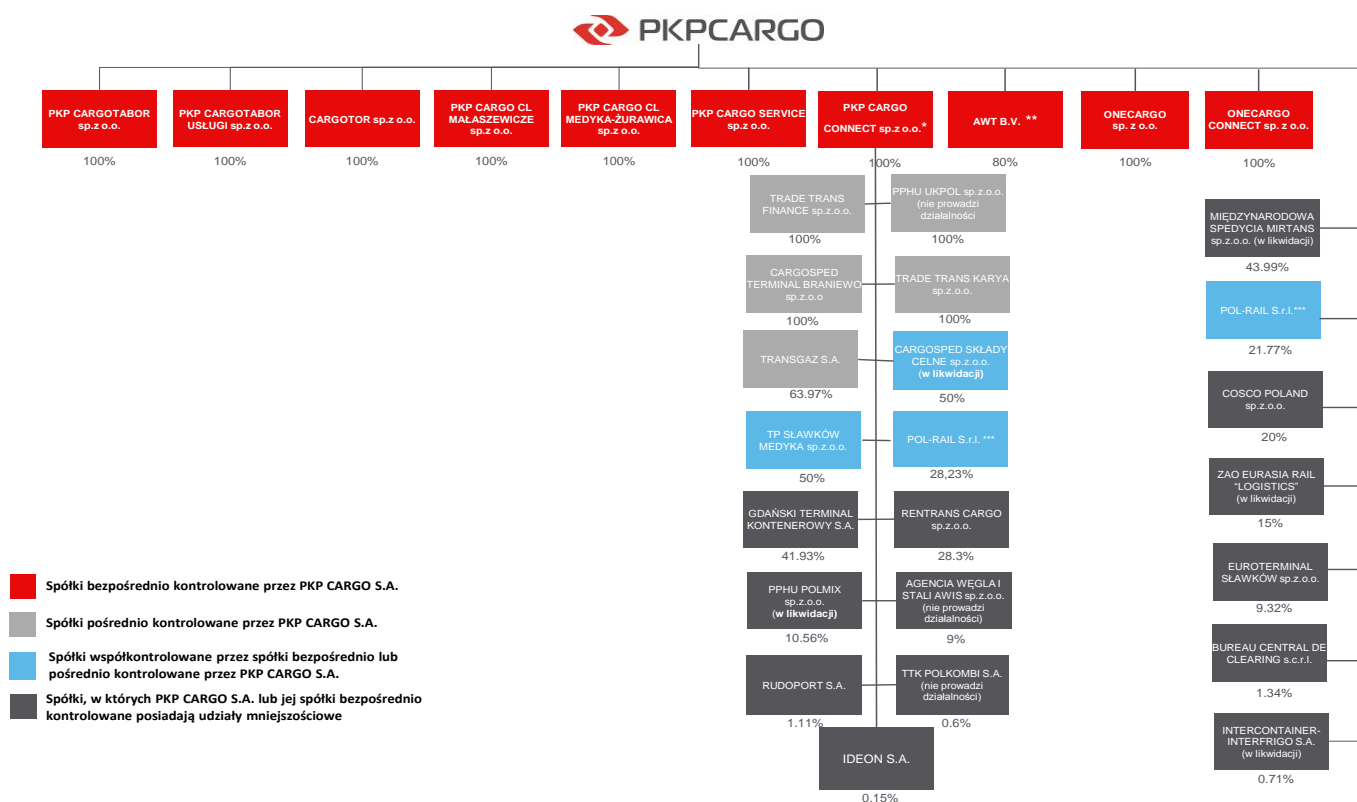 PKPCARGO
PKP CARGOTABOR
sp.z o.o.
100%
PKP CARGOTABOR
USŁUGI sp.z o.o.
100%
CARGOTOR sp.z o.o.
100%
PKP CARGO CL
MAŁASZEWICZE
sp.z o.o.
100%
PKP CARGO CL
MEDYKA-ŻURAWICA
sp.z o.o.
100%
PKP CARGO SERVICE
sp.z o.o.
100%
PKP CARGO
CONNECT sp.z o.o.*
100%
AWT B.V. **
80%
ONECARGO
sp. z o.o.
100%
ONECARGO
CONNECT sp. z o.o.
100%
TRADE TRANS
FINANCE sp.z.o.o.
100%
PPHU UKPOL sp.z.o.o.
(nie prowadzi
działalności
100%
CARGOSPED
TERMINAL BRANIEWO
sp.z.o.o
100%
TRADE TRANS KARYA
sp.z.o.o.
100%
TRANSGAZ S.A.
63.97%
CARGOSPED SKŁADY
CELNE sp.z.o.o.
(w likwidacji)
50%
TP SŁAWKÓW
MEDYKA sp.z.o.o.
50%
POL-RAIL S.r.l. ***
28,23%
GDAŃSKI TERMINAL
KONTENEROWY S.A.
41.93%
RENTRANS CARGO
sp.z.o.o.
28.3%
PPHU POLMIX
sp.z.o.o.
(w likwidacji)
10.56%
AGENCIA WĘGLA I
STALI AWIS sp.z.o.o.
(nie prowadzi
działalności)
9%
RUDOPORT S.A.
1.11%
TTK POLKOMBI S.A.
(nie prowadzi
działalności)
0.6%
IDEON S.A.
0.15%
MIĘDZYNARODOWA
SPEDYCIA MIRTANS
sp.z.o.o. (w likwidacji)
43.99%
POL-RAIL S.r.l.***
21.77%
COSCO POLAND
sp.z.o.o.
20%
ZAO EURASIA RAIL
"LOGISTICS"
(w likwidacji)
15%
EUROTERMINAL
SŁAWKÓW sp.z.o.o.
9.32%
BUREAU CENTRAL DE
CLEARING s.c.r.l.
1.34%
INTERCONTAINER-
INTERFRIGO S.A.
(w likwidacji)
0.71%
Spółki bezpośrednio kontrolowane przez PKP CARGO S.A.
Spółki pośrednio kontrolowane przez PKP CARGO S.A.
Spółki współkontrolowane przez spółki bezpośrednio lub
pośrednio kontrolowane przez PKP CARGO S.A.
Spółki, w których PKP CARGO S.A. lub jej spółki bezpośrednio
kontrolowane posiadają udziały mniejszościowe